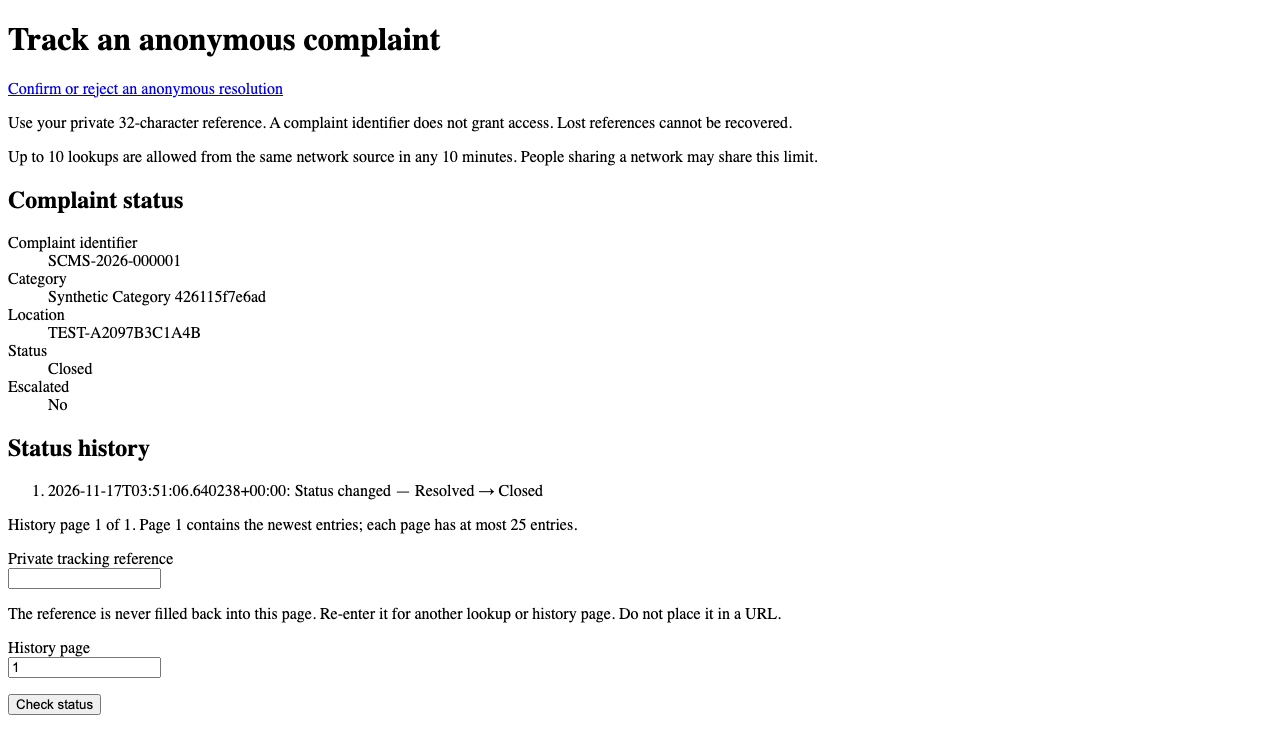 Track an anonymous complaint
Confirm or reject an anonymous resolution
Use your private 32-character reference. A complaint identifier does not grant access. Lost references cannot be recovered.
Up to 10 lookups are allowed from the same network source in any 10 minutes. People sharing a network may share this limit.
Complaint status
Complaint identifier
SCMS-2026-000001
Category
Synthetic Category 426115f7e6ad
Location
TEST-A2097B3C1A4B
Status
Closed
Escalated
No
Status history
1. 2026-11-17T03:51:06.640238+00:00: Status changed — Resolved → Closed
History page 1 of 1. Page 1 contains the newest entries; each page has at most 25 entries.
Private tracking reference
The reference is never filled back into this page. Re-enter it for another lookup or history page. Do not place it in a URL.
History page
1
Check status